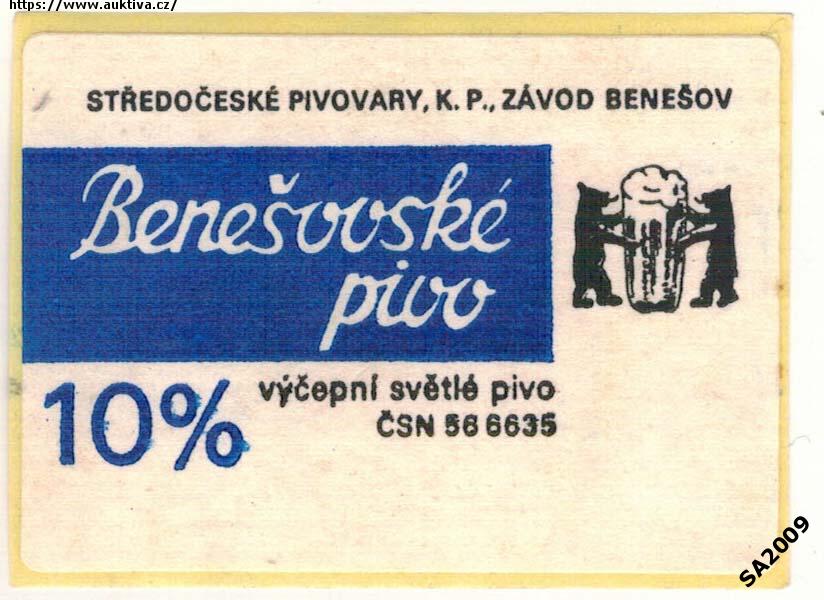 https://www.auktiva.cz/
STŘEDOČESKÉ PIVOVARY, K. P., ZÁVOD BENEŠOV
Benešovské
pivo
10%
výčepní světlé pivo
ČSN 56 6635
SA2009